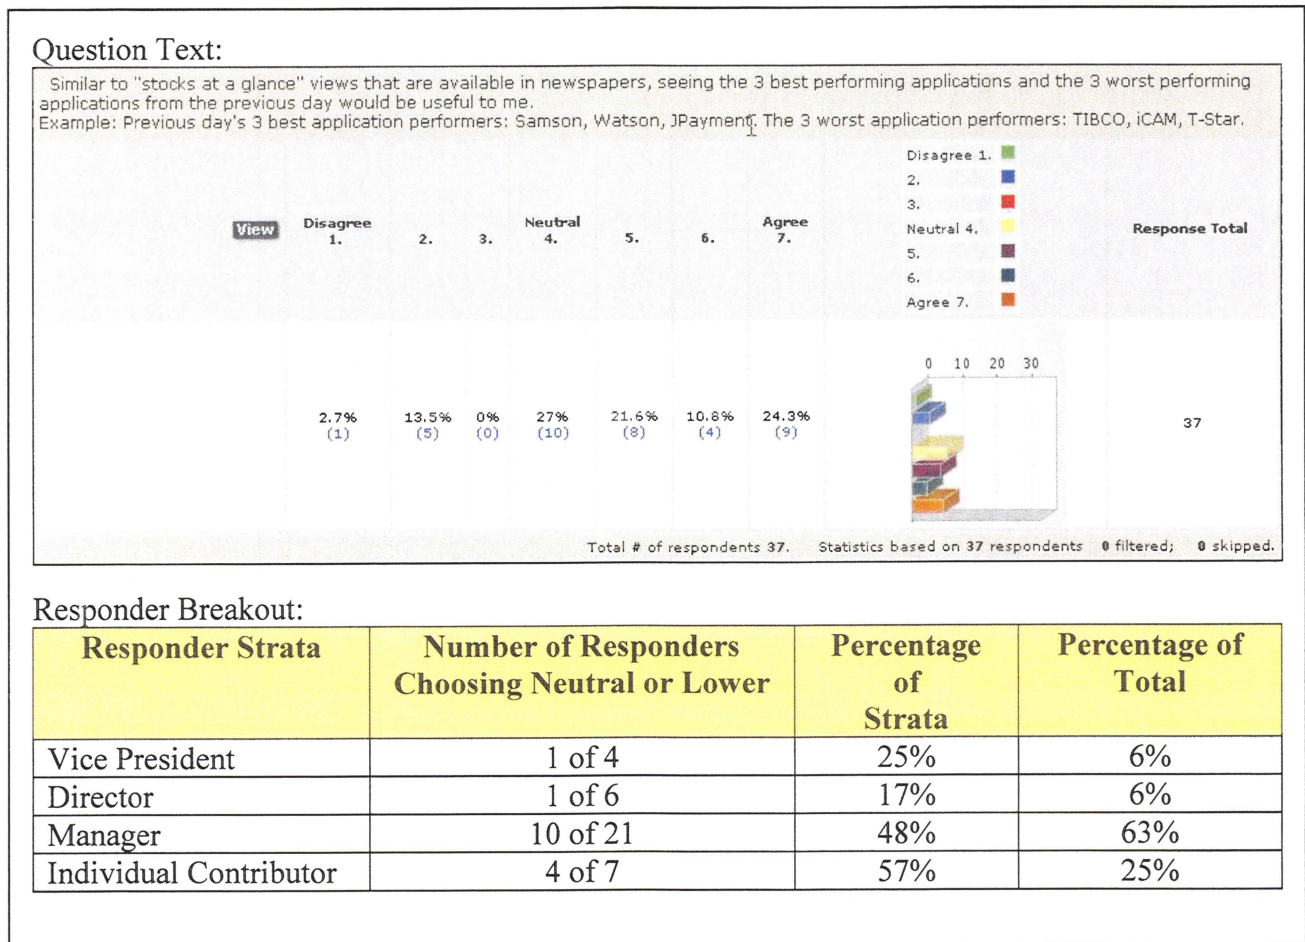 Question Text:
Similar to "stocks at a glance" views that are available in newspapers, seeing the 3 best performing applications and the 3 worst performing
applications from the previous day would be useful to me.
Example: Previous day's 3 best application performers: Samson, Watson, JPayment. The 3 worst application performers: TIBCO, iCAM, T-Star.
Disagree 1.
2.
3.
Neutral 4.
5.
6.
Agree 7.
View Disagree 1. 2. 3. Neutral 4. 5. 6. Agree 7. Response Total
0 10 20 30
2.7% 13.5% 0% 27% 21.6% 10.8% 24.3%
(1) (5) (0) (10) (8) (4) (9) 37
Total # of respondents 37. Statistics based on 37 respondents 0 filtered; 0 skipped.
Responder Breakout:
Responder Strata Number of Responders Choosing Neutral or Lower Percentage of Strata Percentage of Total
Vice President 1 of 4 25% 6%
Director 1 of 6 17% 6%
Manager 10 of 21 48% 63%
Individual Contributor 4 of 7 57% 25%